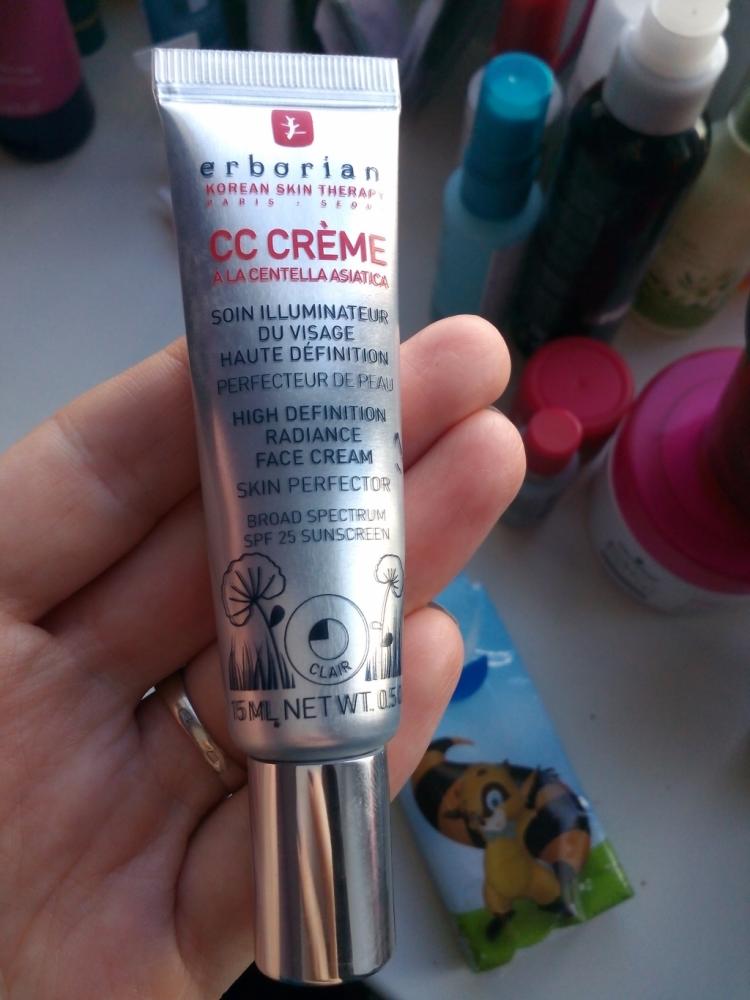 erborian
KOREAN SKIN THERAPY
PARIS : SEOUL
CC CRÈME
À LA CENTELLA ASIATICA
SOIN ILLUMINATEUR
DU VISAGE
HAUTE DÉFINITION
PERFECTEUR DE PEAU
HIGH DEFINITION
RADIANCE
FACE CREAM
SKIN PERFECTOR
BROAD SPECTRUM
SPF 25 SUNSCREEN
CLAIR
15 ML NET WT. 0.5